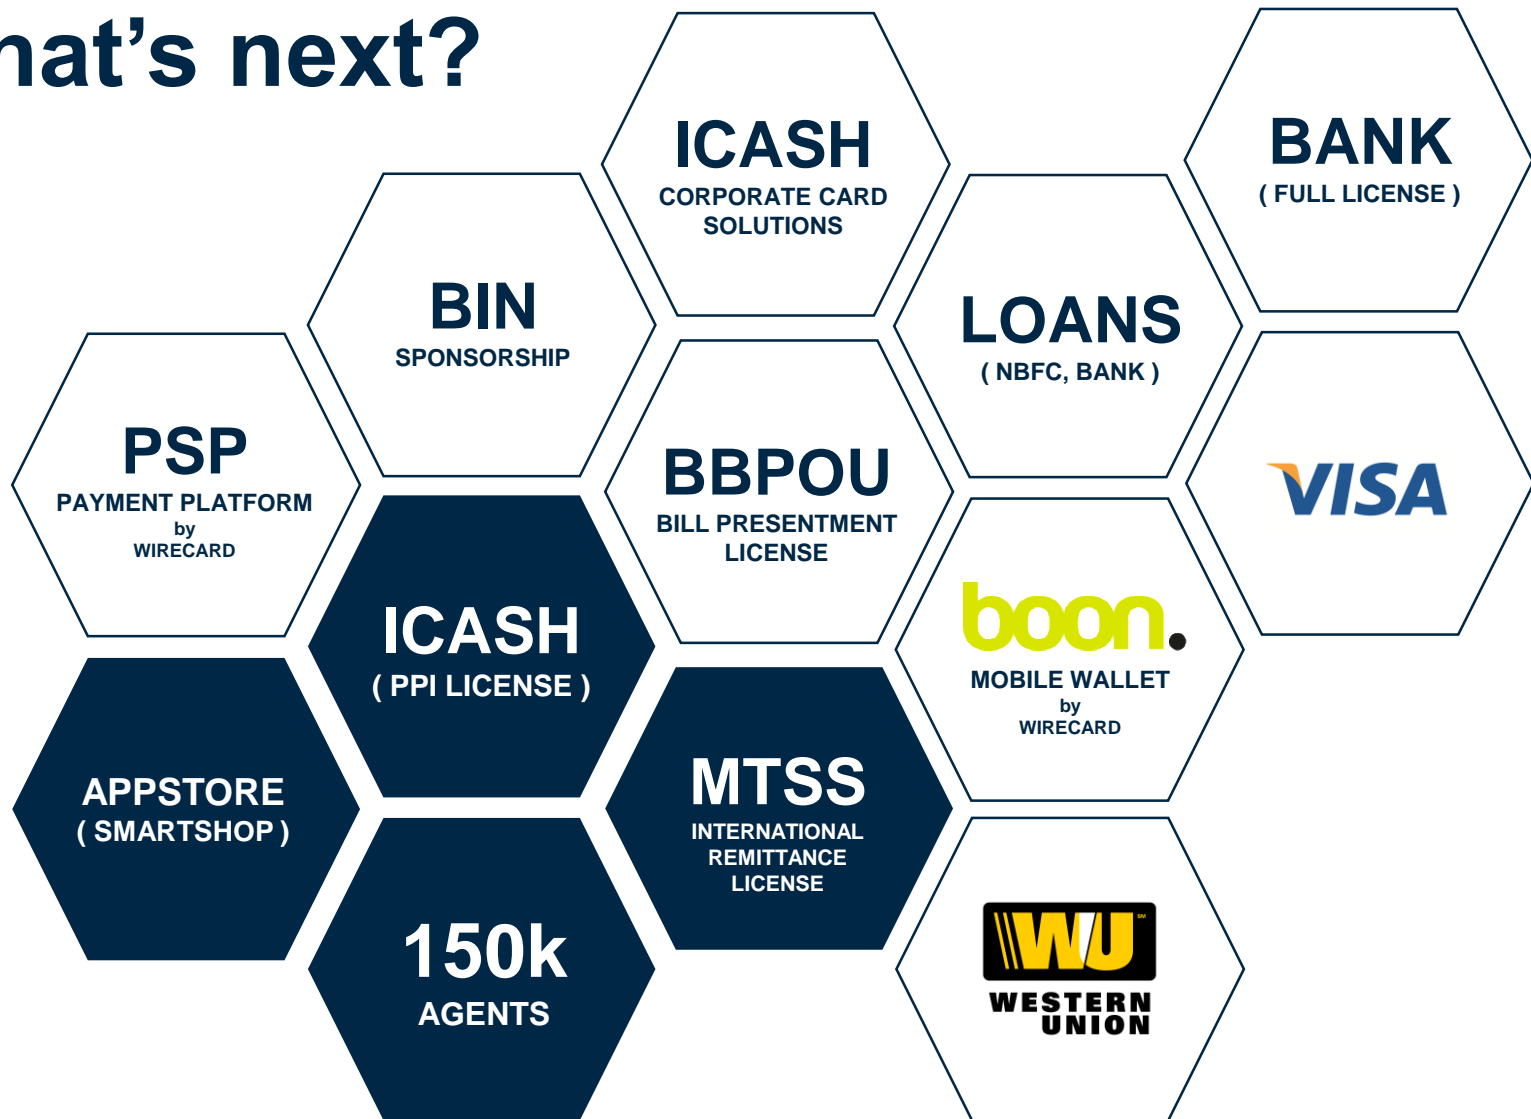 hat’s next?
ICASH
CORPORATE CARD
SOLUTIONS
BANK
( FULL LICENSE )
BIN
SPONSORSHIP
LOANS
( NBFC, BANK )
PSP
PAYMENT PLATFORM
by
WIRECARD
BBPOU
BILL PRESENTMENT
LICENSE
VISA
ICASH
( PPI LICENSE )
boon.
MOBILE WALLET
by
WIRECARD
APPSTORE
( SMARTSHOP )
MTSS
INTERNATIONAL
REMITTANCE
LICENSE
150k
AGENTS
WU SM
WESTERN
UNION